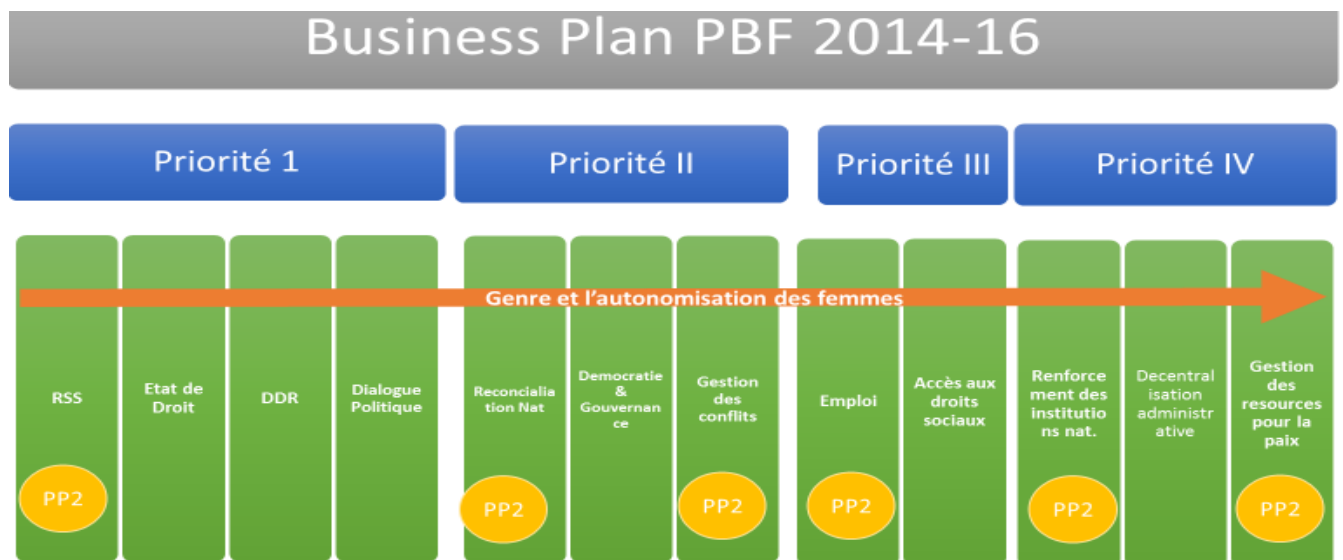 Business Plan PBF 2014-16
Priorité 1
Priorité II
Priorité III
Priorité IV
Genre et l'autonomisation des femmes
RSS
Etat de
Droit
DDR
Dialogue
Politique
Reconcialia
tion Nat
Democratie
&
Gouvernan
ce
Gestion
des
conflits
Emploi
Accès aux
droits
sociaux
Renforce
ment des
institutio
ns nat.
Decentral
isation
administr
ative
Gestion
des
resources
pour la
paix
PP2
PP2
PP2
PP2
PP2
PP2